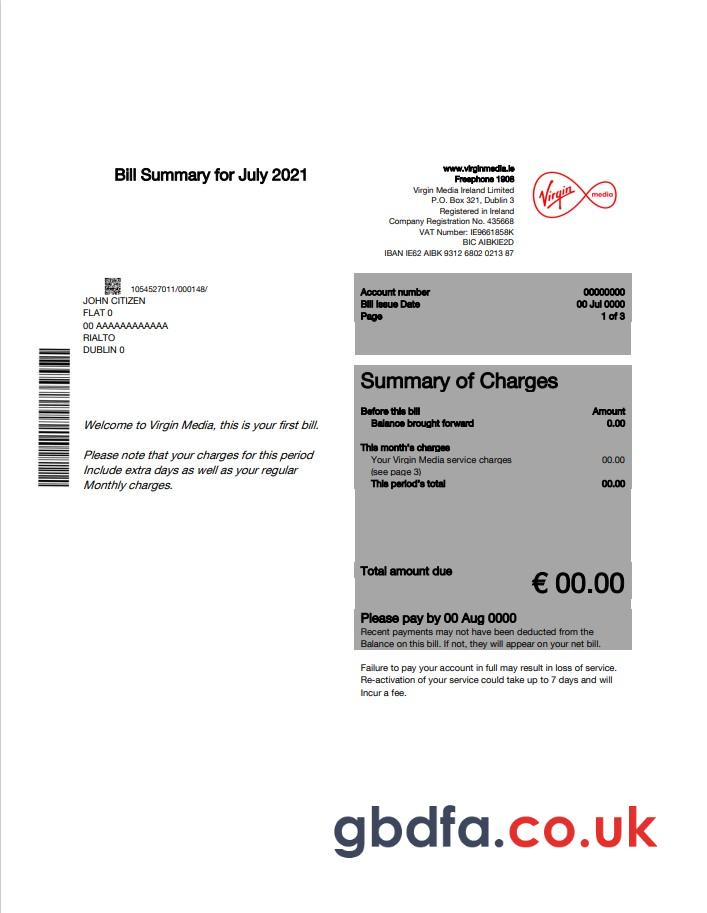 Bill Summary for July 2021
www.virginmedia.ie
Freephone 1908
Virgin Media Ireland Limited
P.O. Box 321, Dublin 3
Registered in Ireland
Company Registration No. 435668
VAT Number: IE9661858K
BIC AIBKIE2D
IBAN IE62 AIBK 9312 6802 0213 87
Virgin media
1054527011/000148/
JOHN CITIZEN
FLAT 0
00 AAAAAAAAAAAA
RIALTO
DUBLIN 0
Account number 00000000
Bill Issue Date 00 Jul 0000
Page 1 of 3
Welcome to Virgin Media, this is your first bill.
Please note that your charges for this period
Include extra days as well as your regular
Monthly charges.
Summary of Charges
Before this bill Amount
Balance brought forward 0.00
This month's charges
Your Virgin Media service charges 00.00
(see page 3)
This period's total 00.00
Total amount due € 00.00
Please pay by 00 Aug 0000
Recent payments may not have been deducted from the
Balance on this bill. If not, they will appear on your net bill.
Failure to pay your account in full may result in loss of service.
Re-activation of your service could take up to 7 days and will
Incur a fee.
gbdfa.co.uk